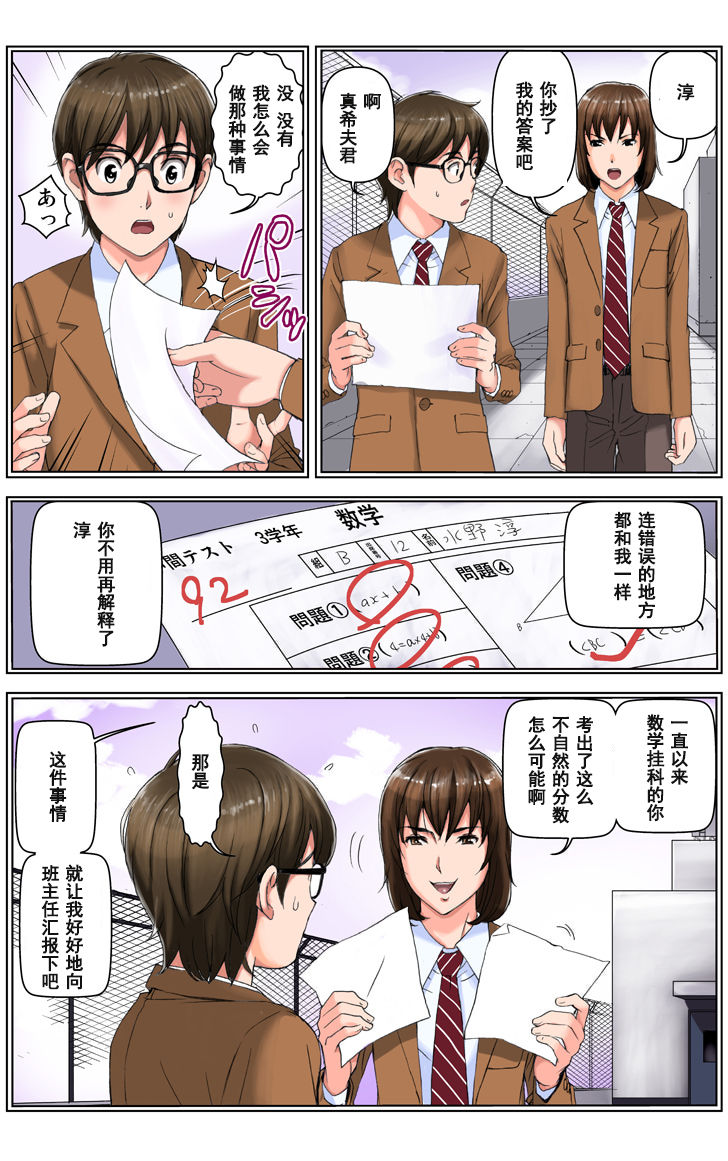 淳
你抄了
我的答案吧
啊
真希夫君
没 没有
我怎么会
做那种事情
あっ
パシッ
连错误的地方
都和我一样
間テスト
3学年
数学
組
B
12
名前
水野 淳
92
問題①
(ax+1)
問題②
問題④
B
你不用再解释了
淳
一直以来
数学挂科的你
考出了这么
不自然的分数
怎么可能啊
那是
这件事情
就让我好好地向
班主任汇报下吧